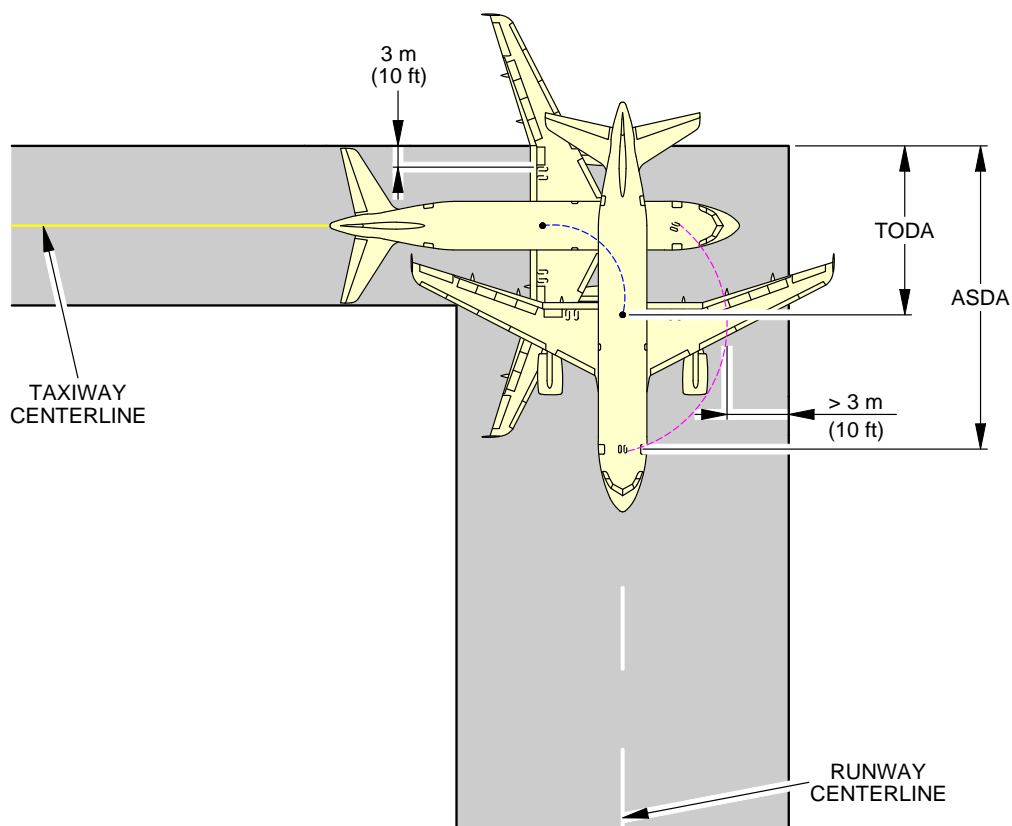 3 m
(10 ft)
TODA
ASDA
TAXIWAY
CENTERLINE
> 3 m
(10 ft)
RUNWAY
CENTERLINE